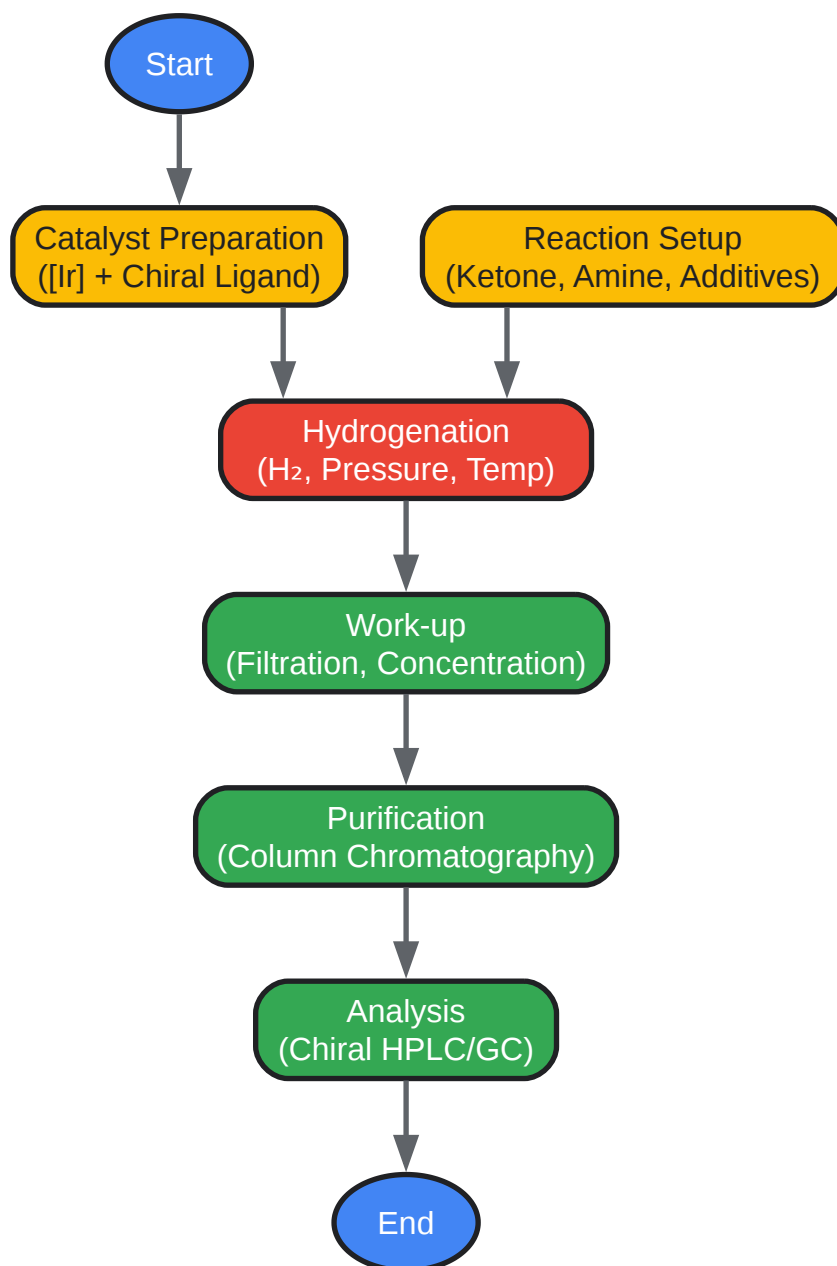 Start
Catalyst Preparation
([Ir] + Chiral Ligand)
Reaction Setup
(Ketone, Amine, Additives)
Hydrogenation
(H₂, Pressure, Temp)
Work-up
(Filtration, Concentration)
Purification
(Column Chromatography)
Analysis
(Chiral HPLC/GC)
End